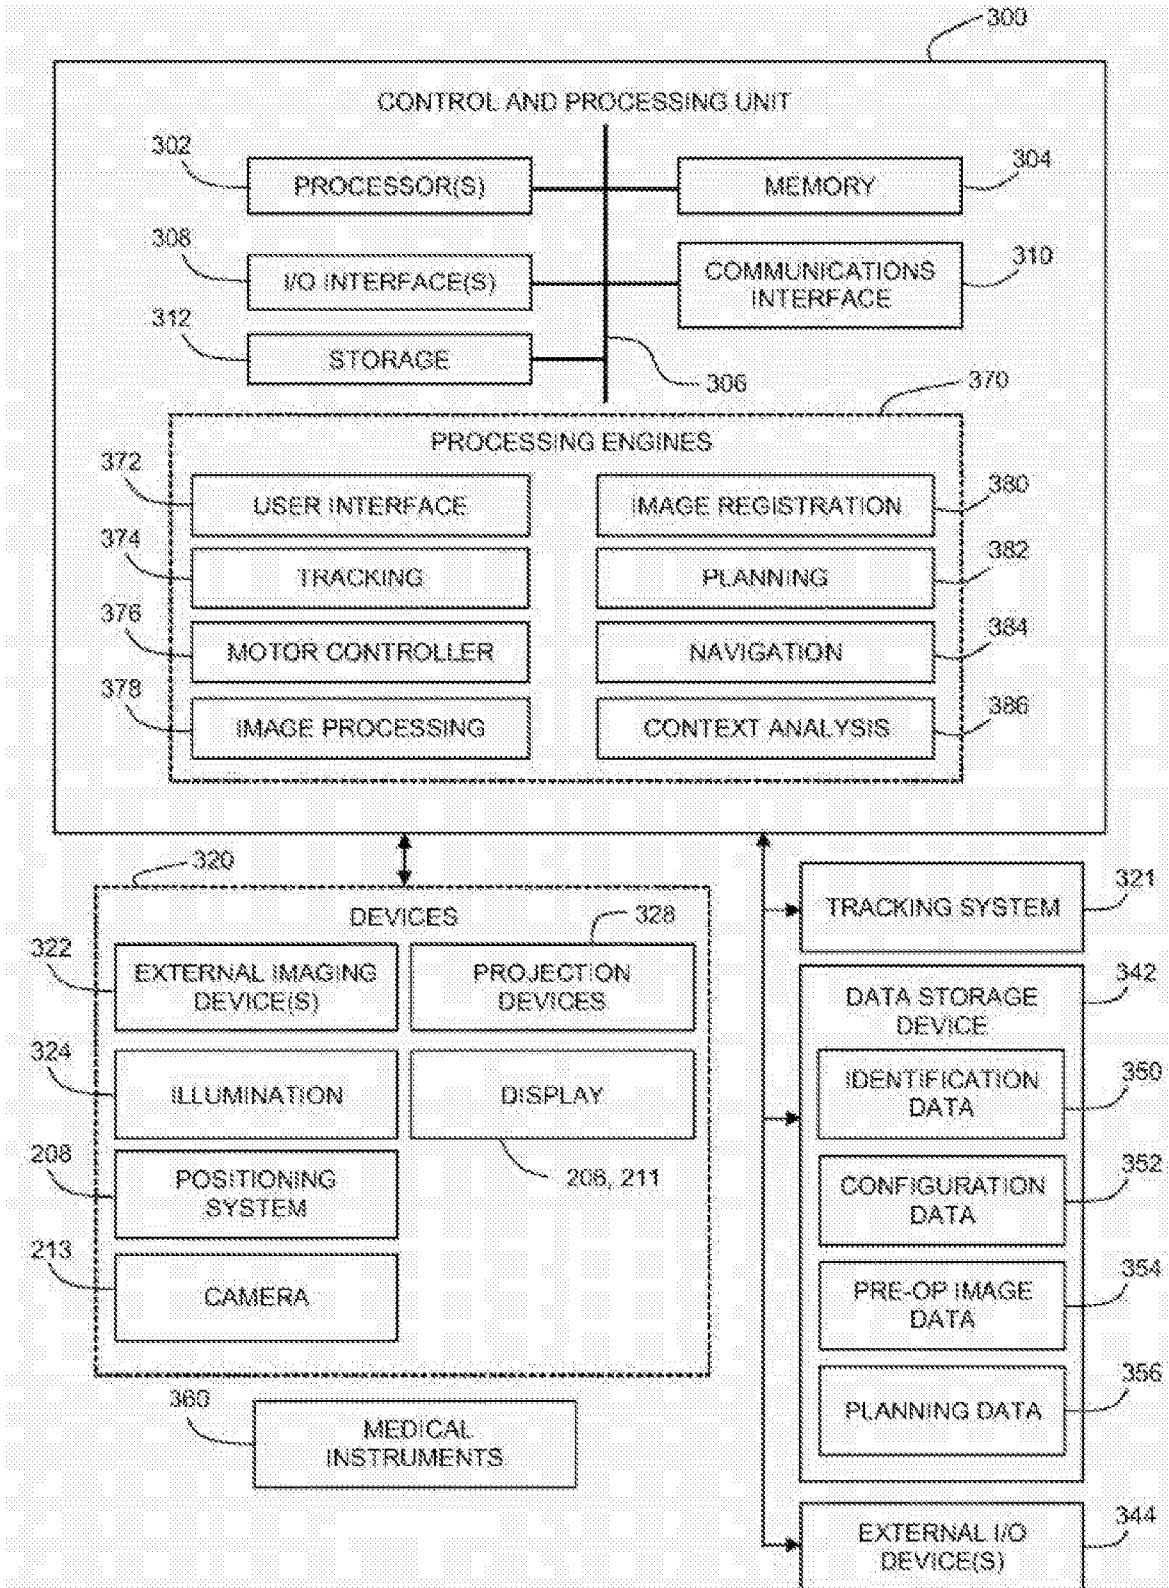 300
CONTROL AND PROCESSING UNIT
302
PROCESSOR(S)
MEMORY
304
308
I/O INTERFACE(S)
COMMUNICATIONS
INTERFACE
310
312
STORAGE
306
370
PROCESSING ENGINES
372
USER INTERFACE
IMAGE REGISTRATION
380
374
TRACKING
PLANNING
382
376
MOTOR CONTROLLER
NAVIGATION
384
378
IMAGE PROCESSING
CONTEXT ANALYSIS
386
320
DEVICES
328
322
EXTERNAL IMAGING
DEVICE(S)
PROJECTION
DEVICES
324
ILLUMINATION
DISPLAY
206, 211
208
POSITIONING
SYSTEM
213
CAMERA
360
MEDICAL
INSTRUMENTS
321
TRACKING SYSTEM
342
DATA STORAGE
DEVICE
IDENTIFICATION
DATA
350
CONFIGURATION
DATA
352
PRE-OP IMAGE
DATA
354
PLANNING DATA
356
EXTERNAL I/O
DEVICE(S)
344